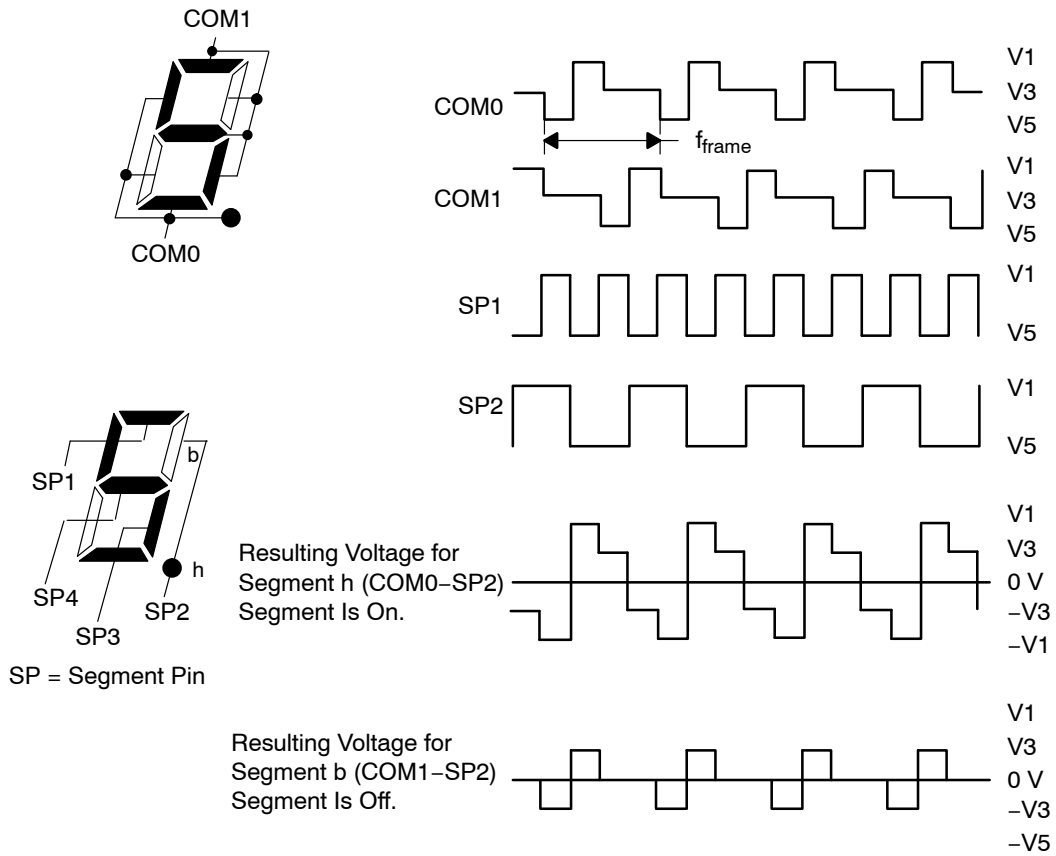 COM1
COM0
COM0
V1
V3
V5
f_frame
COM1
V1
V3
V5
SP1
V1
V5
SP2
V1
V5
b
SP1
h
SP4
SP2
SP3
SP = Segment Pin
Resulting Voltage for
Segment h (COM0−SP2)
Segment Is On.
V1
V3
0 V
−V3
−V1
Resulting Voltage for
Segment b (COM1−SP2)
Segment Is Off.
V1
V3
0 V
−V3
−V5